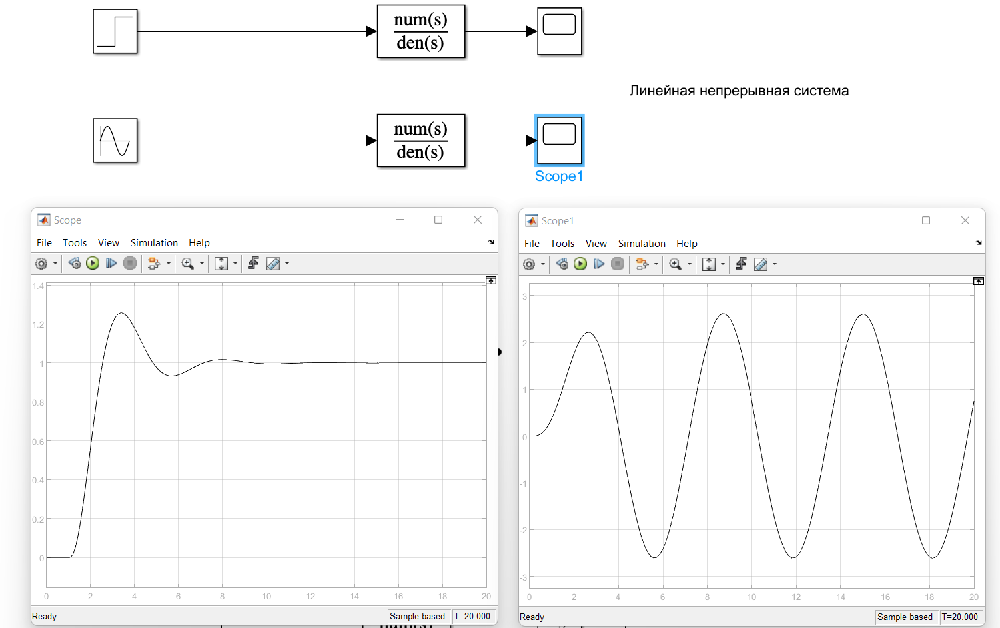 num(s)
den(s)
Линейная непрерывная система
num(s)
den(s)
Scope1
Scope
File Tools View Simulation Help
1.4
1.2
1
0.8
0.6
0.4
0.2
0
0 2 4 6 8 10 12 14 16 18 20
Ready Sample based T=20.000
Scope1
File Tools View Simulation Help
3
2
1
0
-1
-2
-3
0 2 4 6 8 10 12 14 16 18 20
Ready Sample based T=20.000